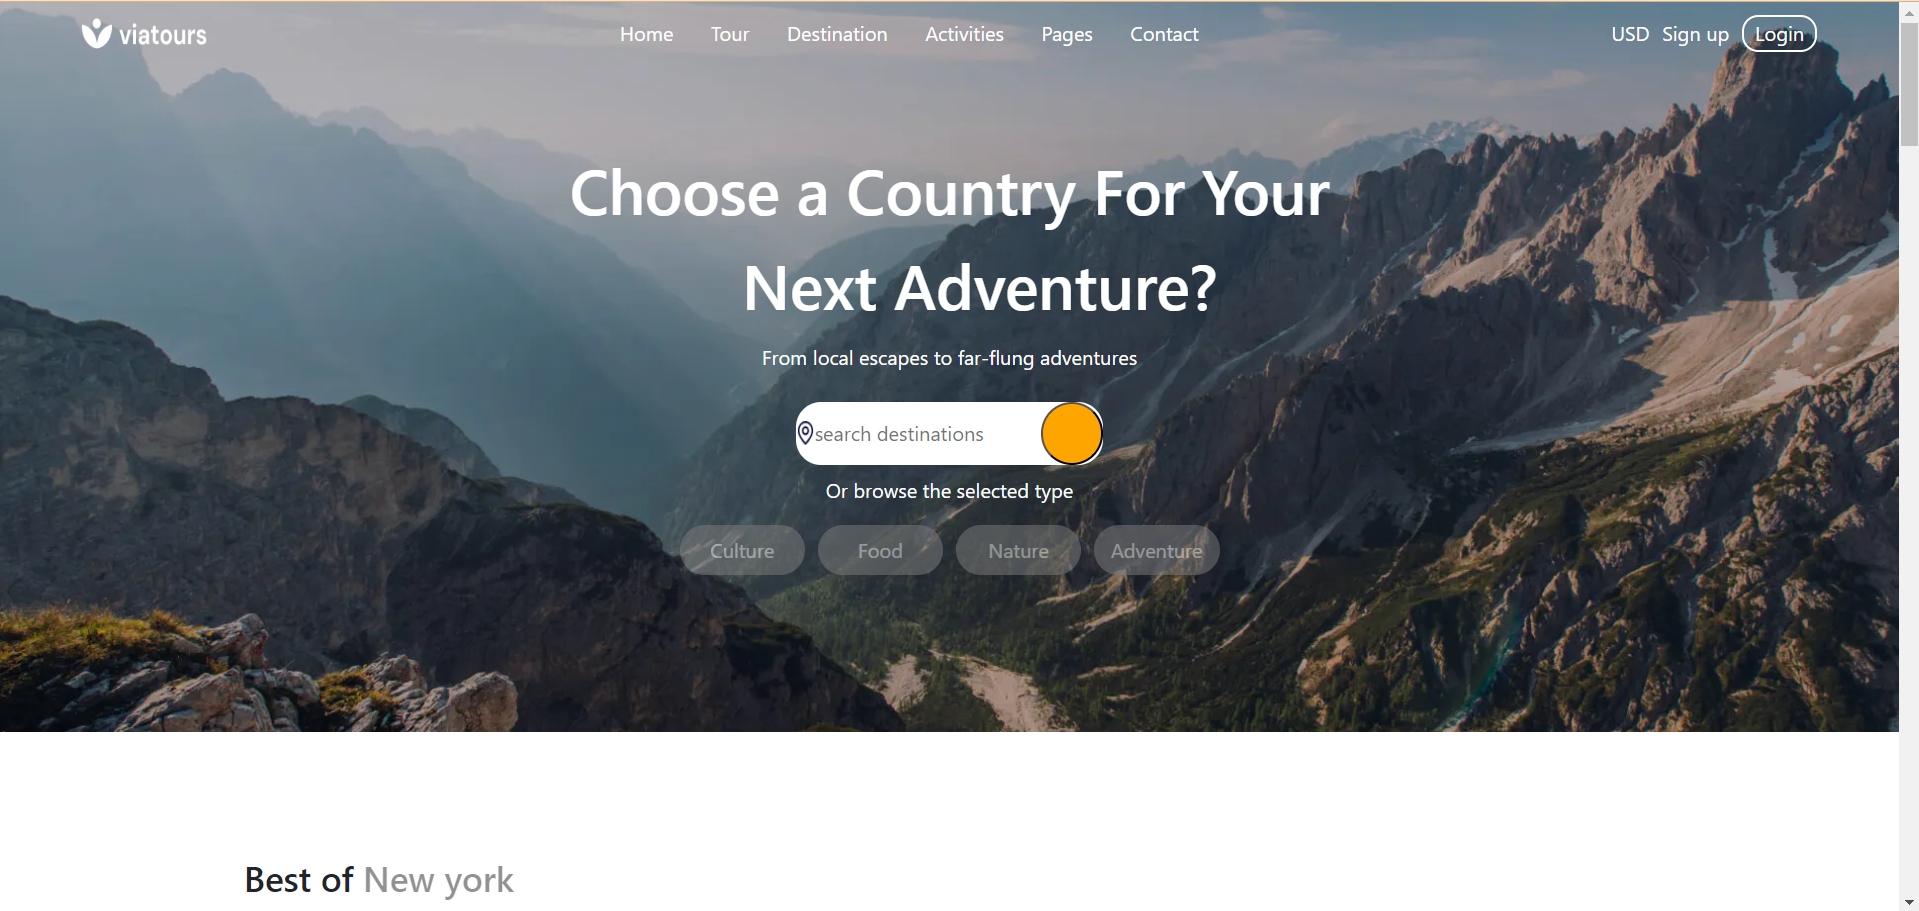 viatours
Home Tour Destination Activities Pages Contact
USD Sign up Login
Choose a Country For Your
Next Adventure?
From local escapes to far-flung adventures
search destinations
Or browse the selected type
Culture Food Nature Adventure
Best of New york